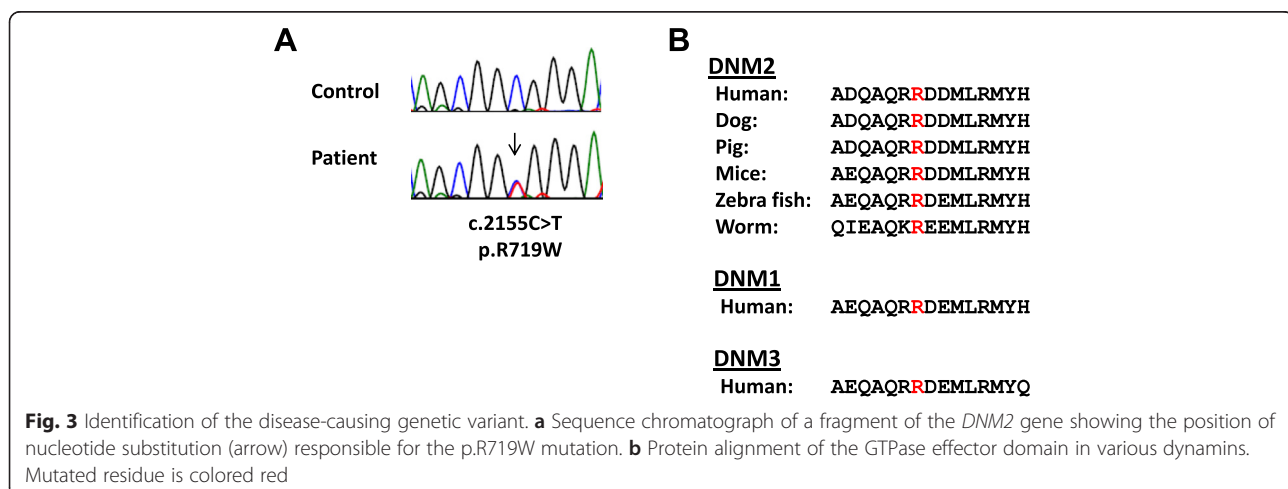 A
Control
Patient
c.2155C>T
p.R719W
B
DNM2
Human: ADQAQRRDDMLRMYH
Dog: ADQAQRRDDMLRMYH
Pig: ADQAQRRDDMLRMYH
Mice: AEQAQRRDDMLRMYH
Zebra fish: AEQAQRRDEMLRMYH
Worm: QIEAQKREEMLRMYH
DNM1
Human: AEQAQRRDEMLRMYH
DNM3
Human: AEQAQRRDEMLRMYQ
Fig. 3 Identification of the disease-causing genetic variant. a Sequence chromatograph of a fragment of the DNM2 gene showing the position of
nucleotide substitution (arrow) responsible for the p.R719W mutation. b Protein alignment of the GTPase effector domain in various dynamins.
Mutated residue is colored red